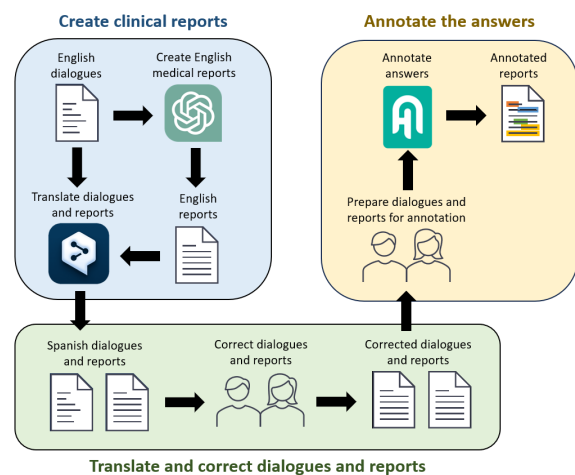 Create clinical reports
English
dialogues
Create English
medical reports
Translate dialogues
and reports
English
reports
Annotate the answers
Annotate
answers
Annotated
reports
Prepare dialogues and
reports for annotation
Spanish dialogues
and reports
Correct dialogues
and reports
Corrected dialogues
and reports
Translate and correct dialogues and reports